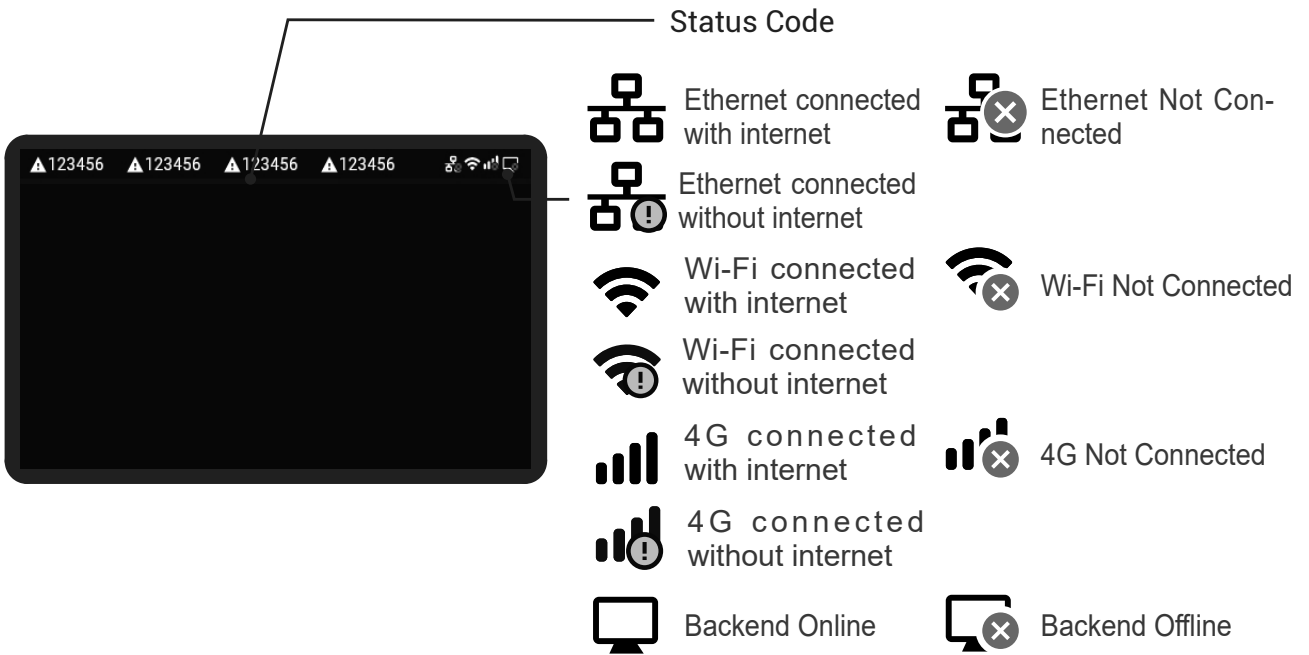 Status Code
Ethernet connected
with internet
Ethernet Not Con-
nected
123456 123456 123456 123456
Ethernet connected
without internet
Wi-Fi connected
with internet
Wi-Fi Not Connected
Wi-Fi connected
without internet
4G connected
with internet
4G Not Connected
4G connected
without internet
Backend Online
Backend Offline